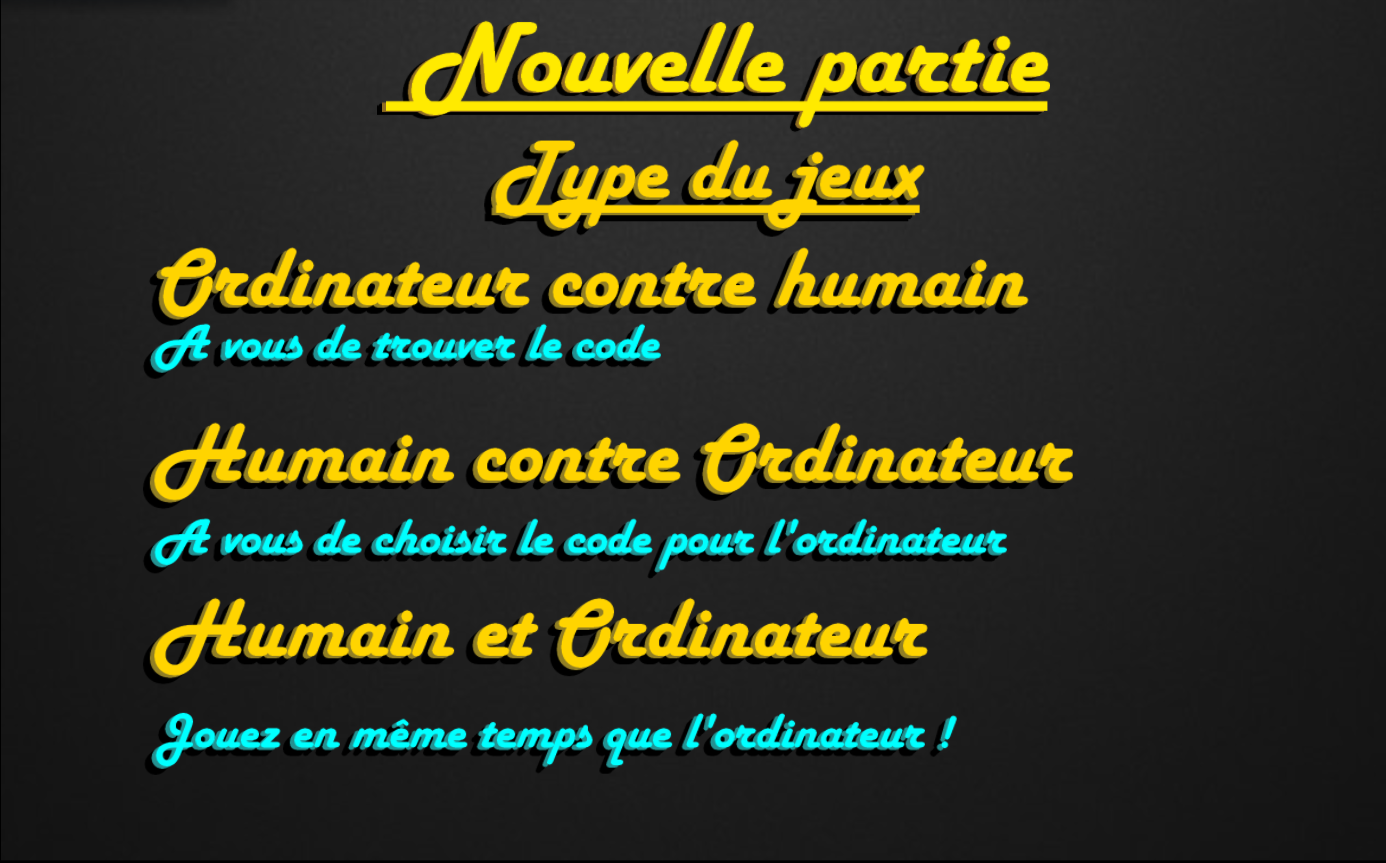 Nouvelle partie
Type du jeux
Ordinateur contre humain
A vous de trouver le code
Humain contre Ordinateur
A vous de choisir le code pour l'ordinateur
Humain et Ordinateur
Jouez en même temps que l'ordinateur !